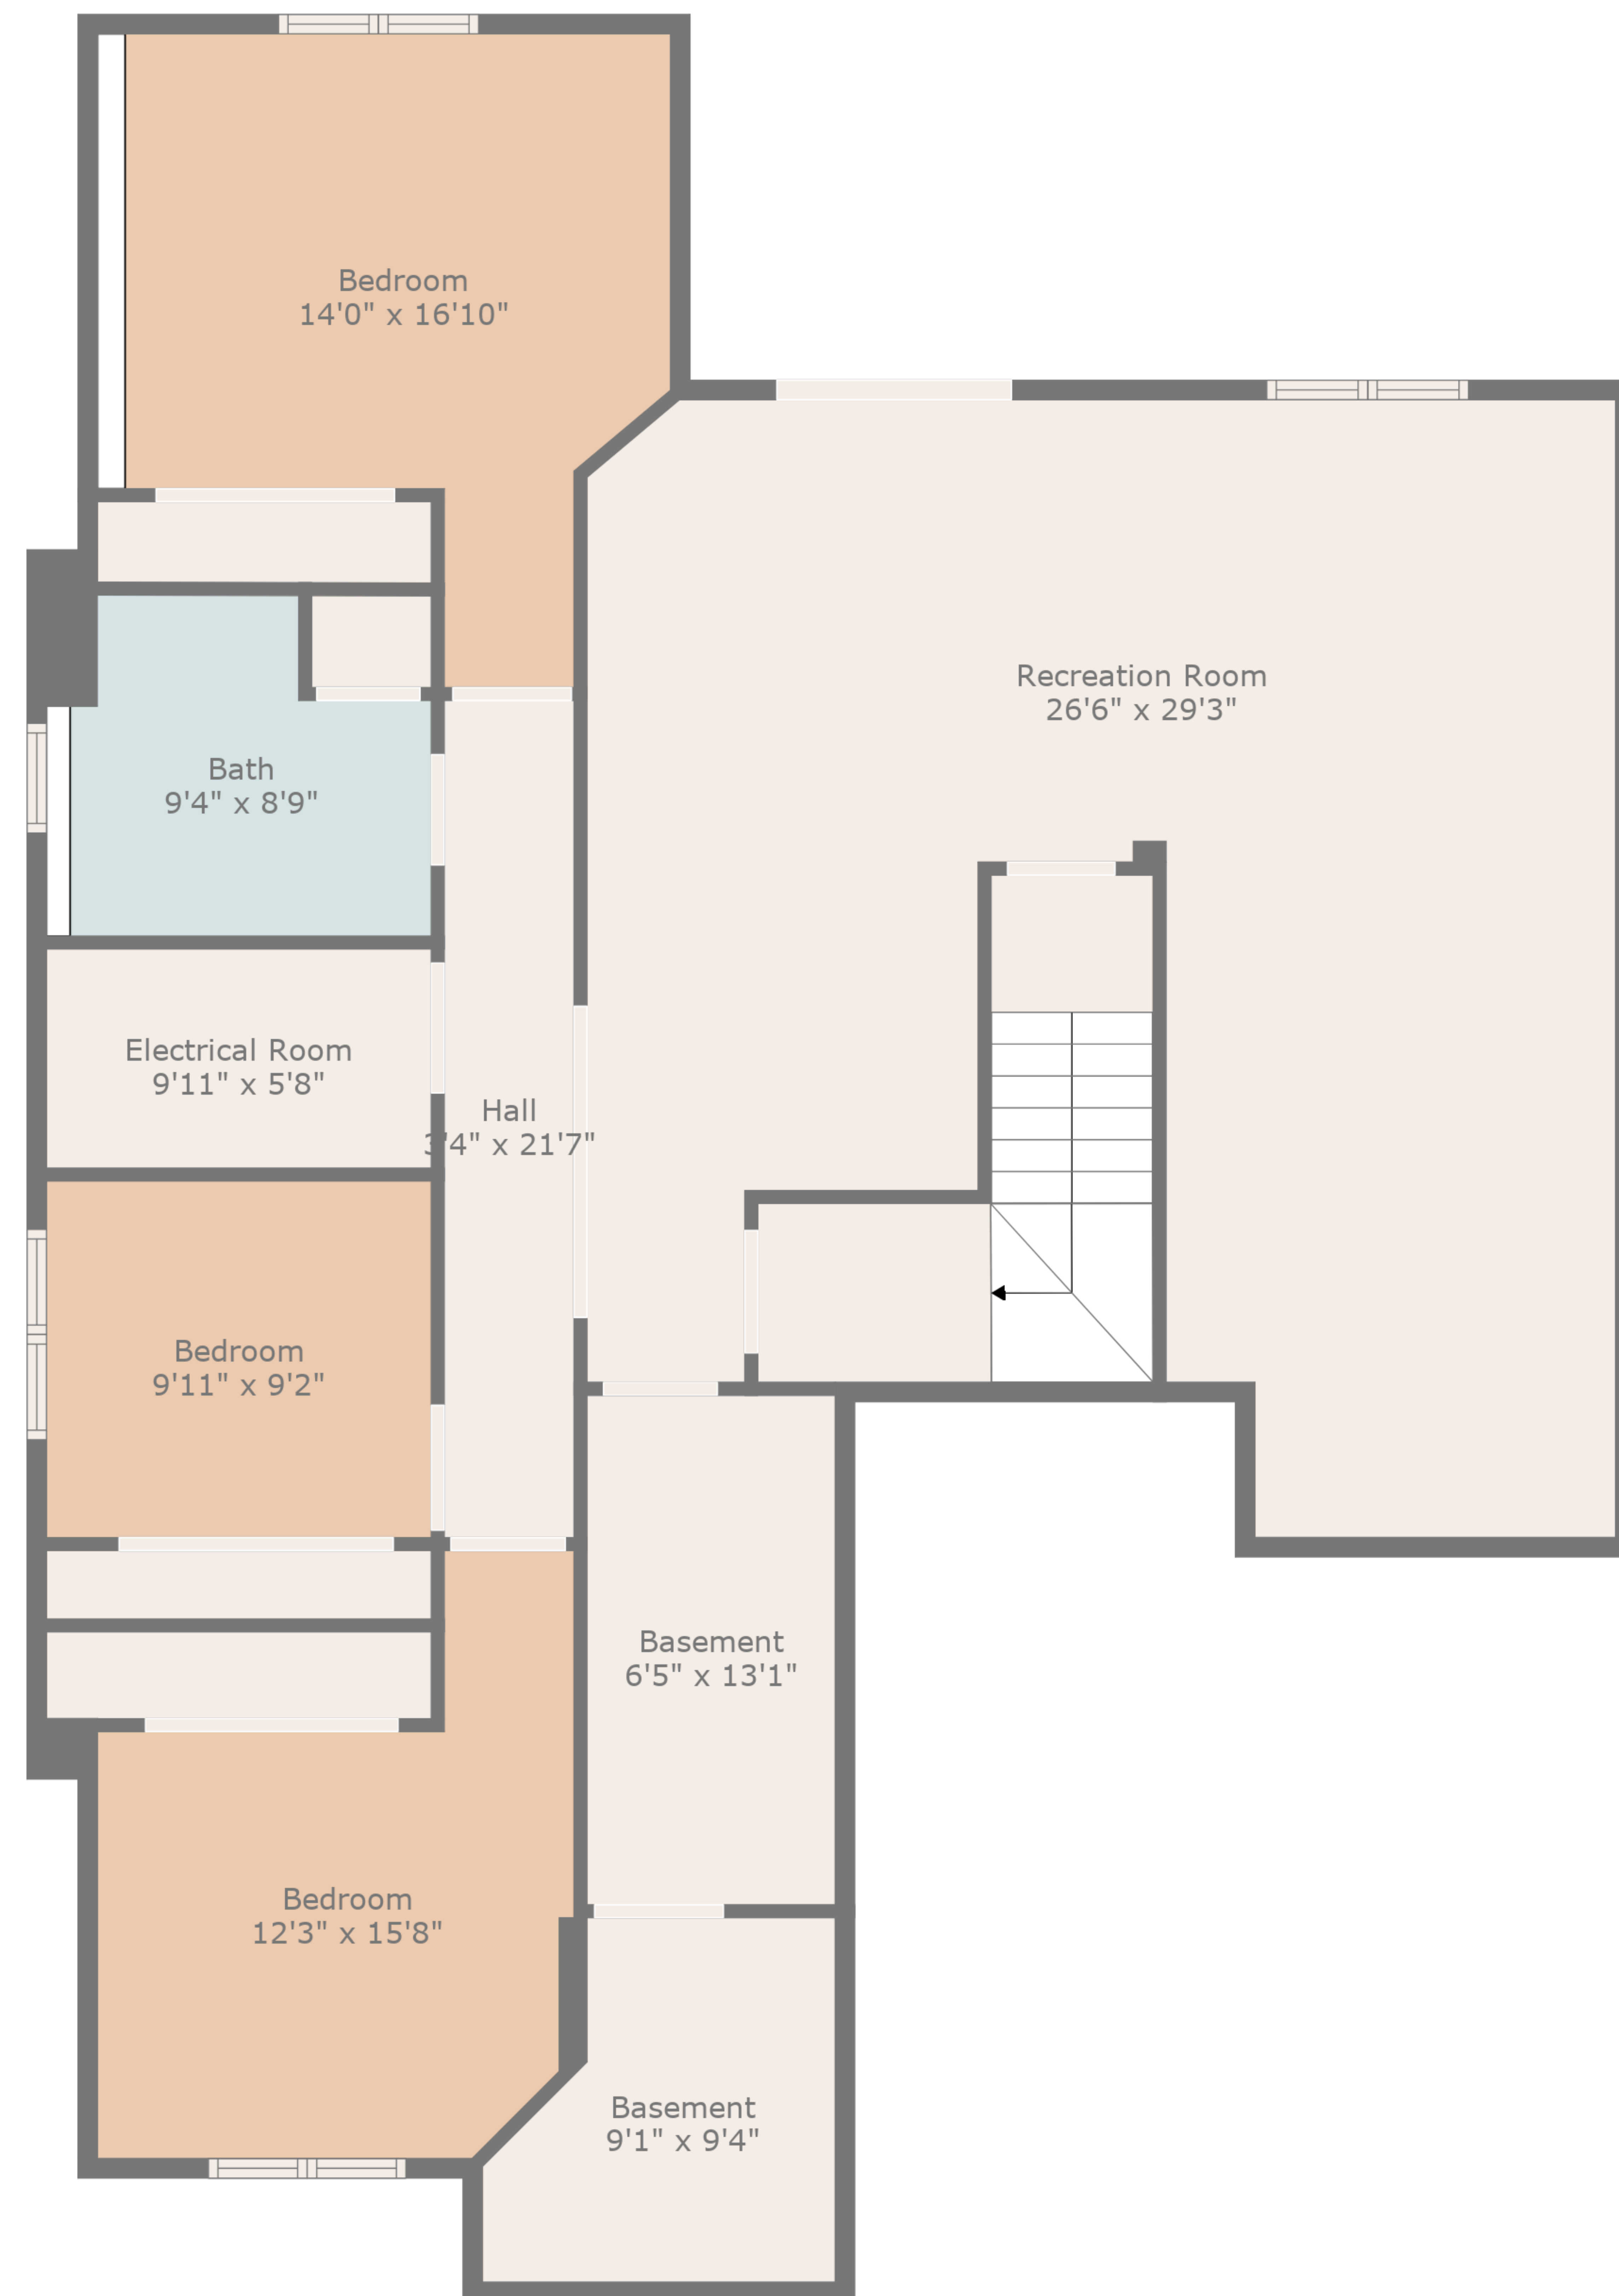 Bedroom
14'0" x 16'10"
Recreation Room
26'6" x 29'3"
Bath
9'4" x 8'9"
Electrical Room
9'11" x 5'8"
Hall
3'4" x 21'7"
Bedroom
9'11" x 9'2"
Basement
6'5" x 13'1"
Bedroom
12'3" x 15'8"
Basement
9'1" x 9'4"